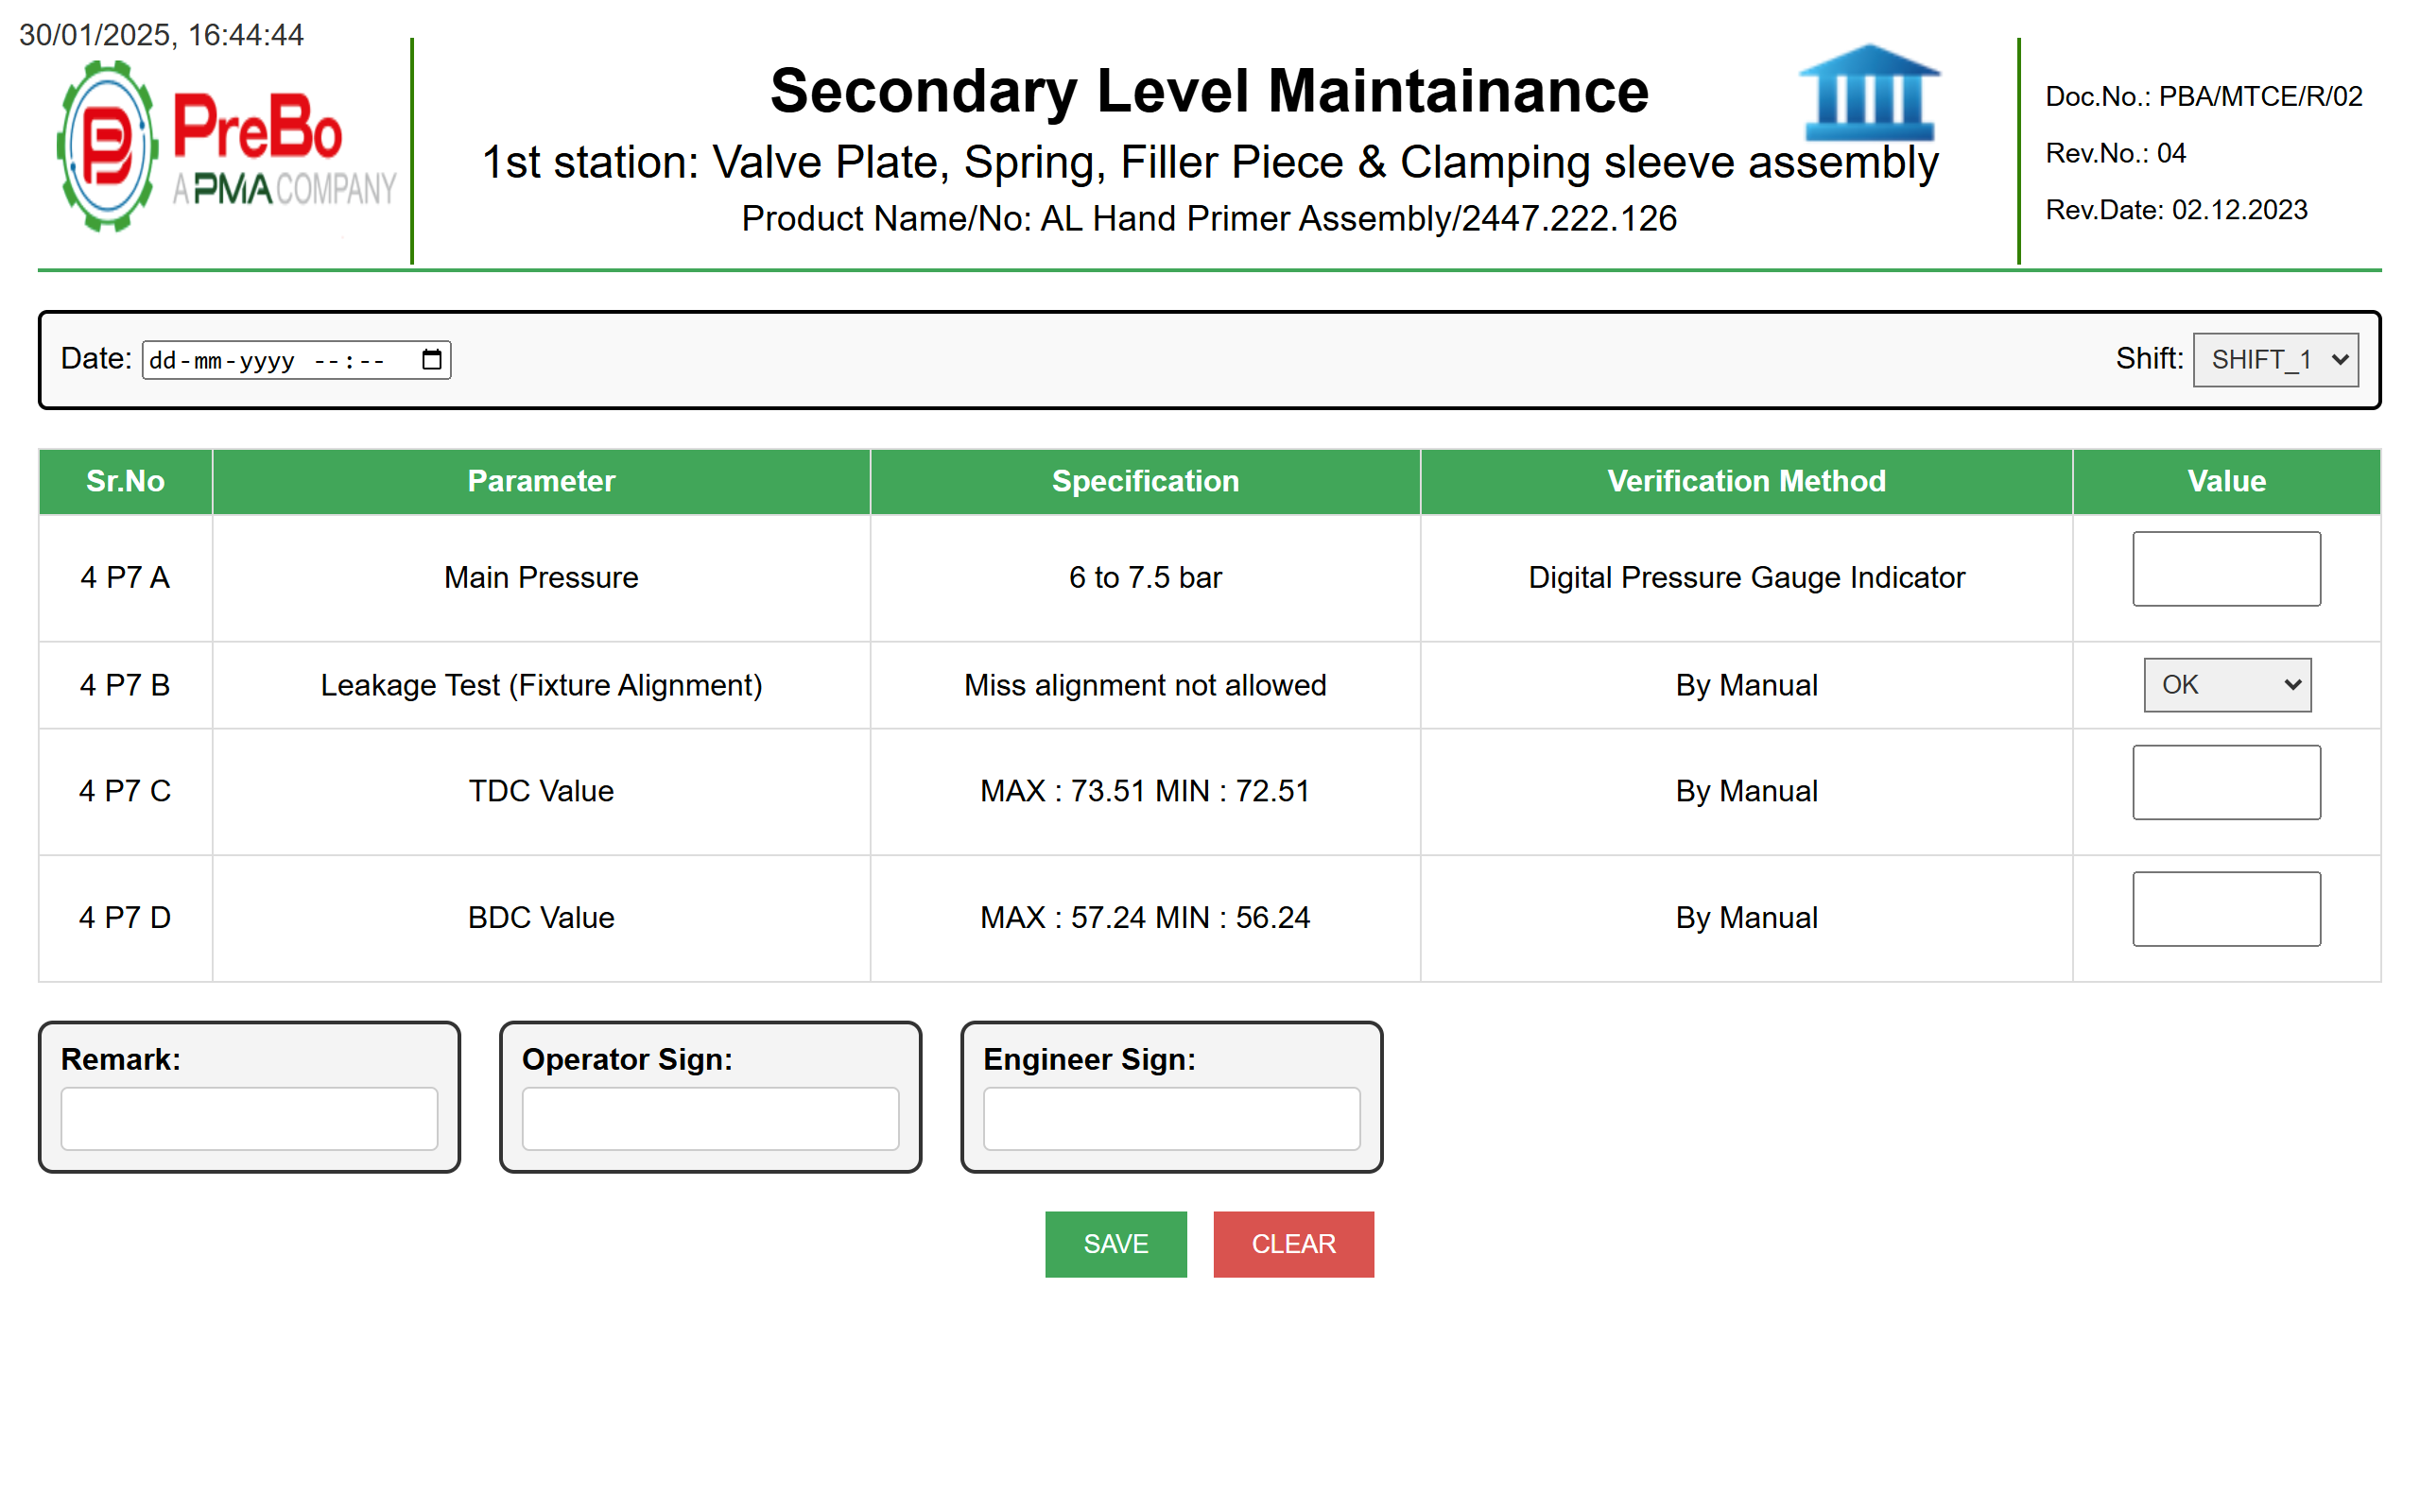 30/01/2025, 16:44:44
PreBo
A PMA COMPANY
Secondary Level Maintainance
1st station: Valve Plate, Spring, Filler Piece & Clamping sleeve assembly
Product Name/No: AL Hand Primer Assembly/2447.222.126
Doc.No.: PBA/MTCE/R/02
Rev.No.: 04
Rev.Date: 02.12.2023
Date: dd-mm-yyyy --:-- Shift: SHIFT_1
Sr.No Parameter Specification Verification Method Value
4 P7 A Main Pressure 6 to 7.5 bar Digital Pressure Gauge Indicator
4 P7 B Leakage Test (Fixture Alignment) Miss alignment not allowed By Manual OK
4 P7 C TDC Value MAX : 73.51 MIN : 72.51 By Manual
4 P7 D BDC Value MAX : 57.24 MIN : 56.24 By Manual
Remark: Operator Sign: Engineer Sign:
SAVE CLEAR